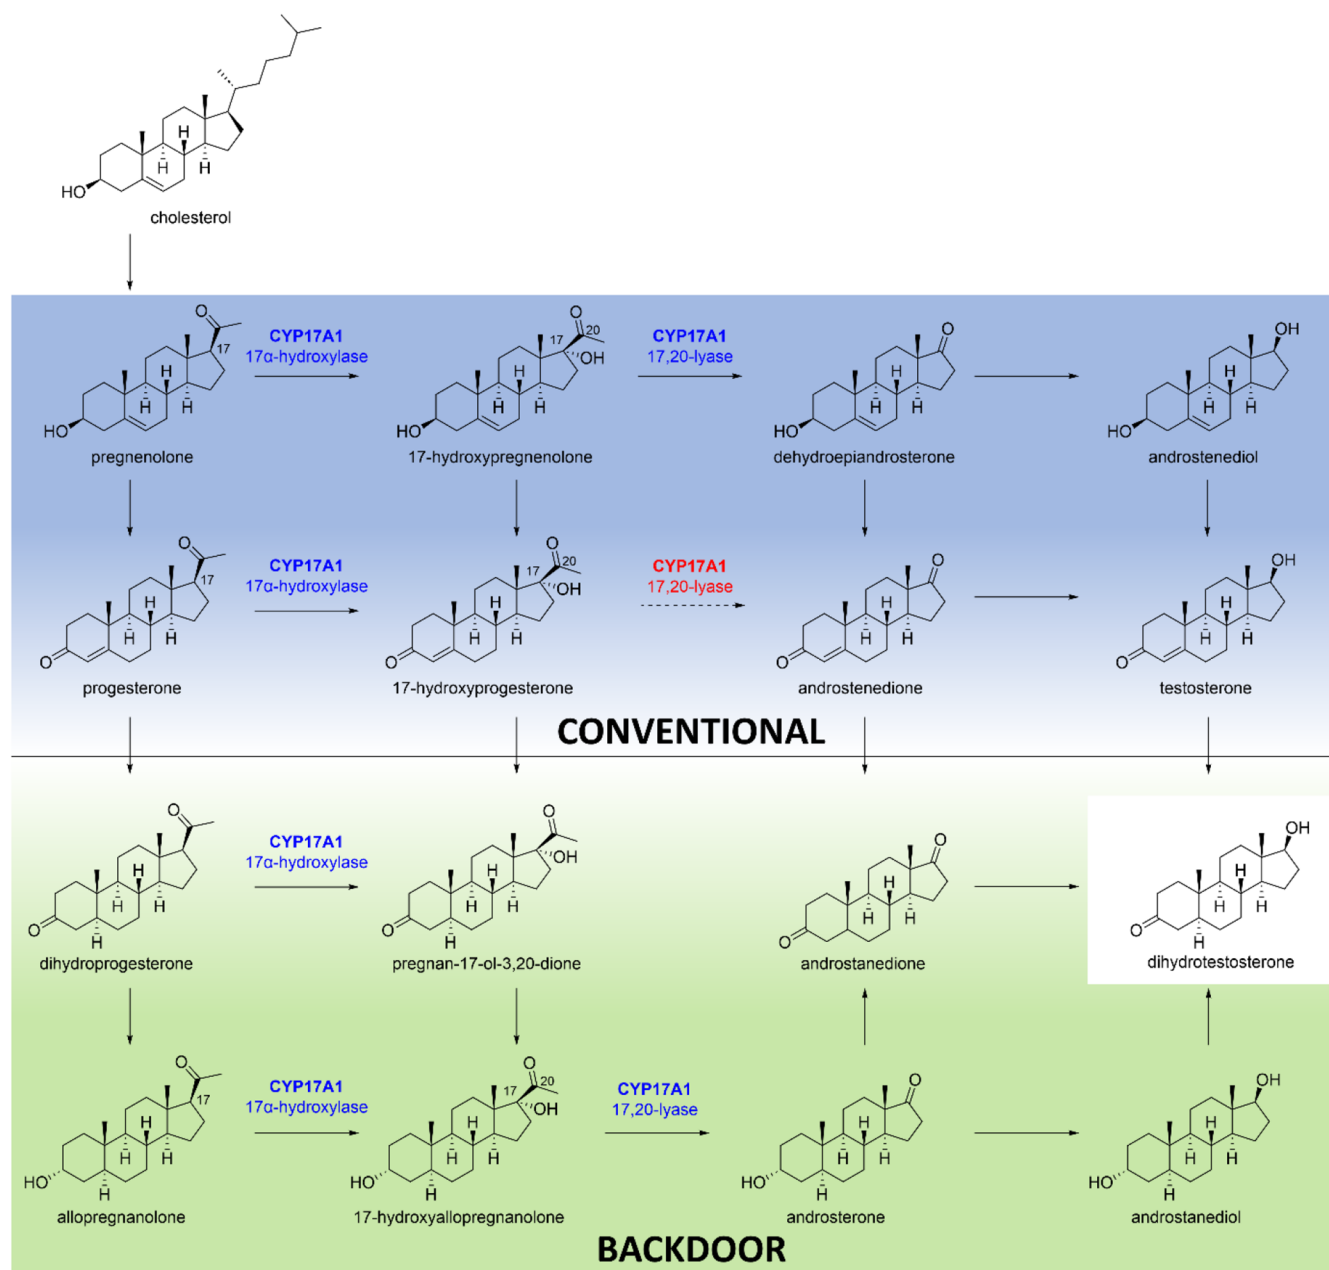 HO
H
H
H
cholesterol
O
17
CYP17A1
17α-hydroxylase
O
20
17
OH
CYP17A1
17,20-lyase
O
OH
H
H
H
H
H
H
H
H
H
H
H
H
HO
HO
HO
HO
pregnenolone
17-hydroxypregnenolone
dehydroepiandrosterone
androstenediol
O
17
CYP17A1
17α-hydroxylase
O
20
17
OH
CYP17A1
17,20-lyase
O
OH
H
H
H
H
H
H
H
H
H
H
H
H
O
O
O
O
progesterone
17-hydroxyprogesterone
androstenedione
testosterone
CONVENTIONAL
O
CYP17A1
17α-hydroxylase
O
OH
O
OH
H
H
H
H
H
H
H
H
H
H
H
H
O
H
O
H
O
O
H
dihydroprogesterone
pregnan-17-ol-3,20-dione
androstanedione
dihydrotestosterone
O
17
CYP17A1
17α-hydroxylase
O
20
17
OH
CYP17A1
17,20-lyase
O
OH
H
H
H
H
H
H
H
H
H
H
H
H
HO
H
HO
H
HO
H
HO
H
allopregnanolone
17-hydroxyallopregnanolone
androsterone
androstanediol
BACKDOOR